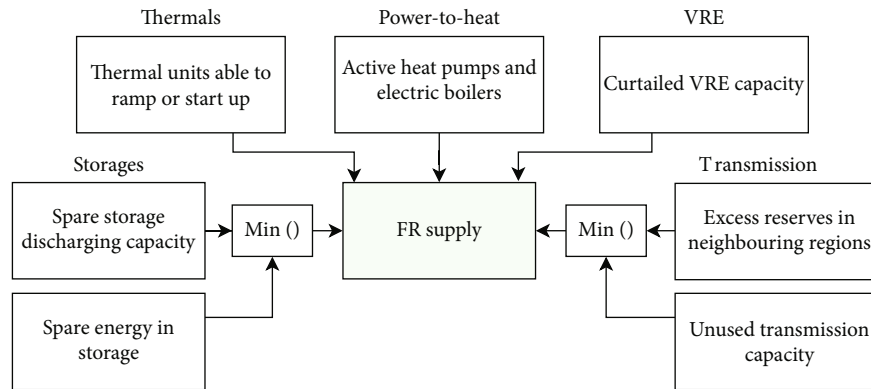 Thermals
Power-to-heat
VRE
Thermal units able to
ramp or start up
Active heat pumps and
electric boilers
Curtailed VRE capacity
Storages
Transmission
Spare storage
discharging capacity
Min ()
FR supply
Min ()
Excess reserves in
neighbouring regions
Spare energy in
storage
Unused transmission
capacity